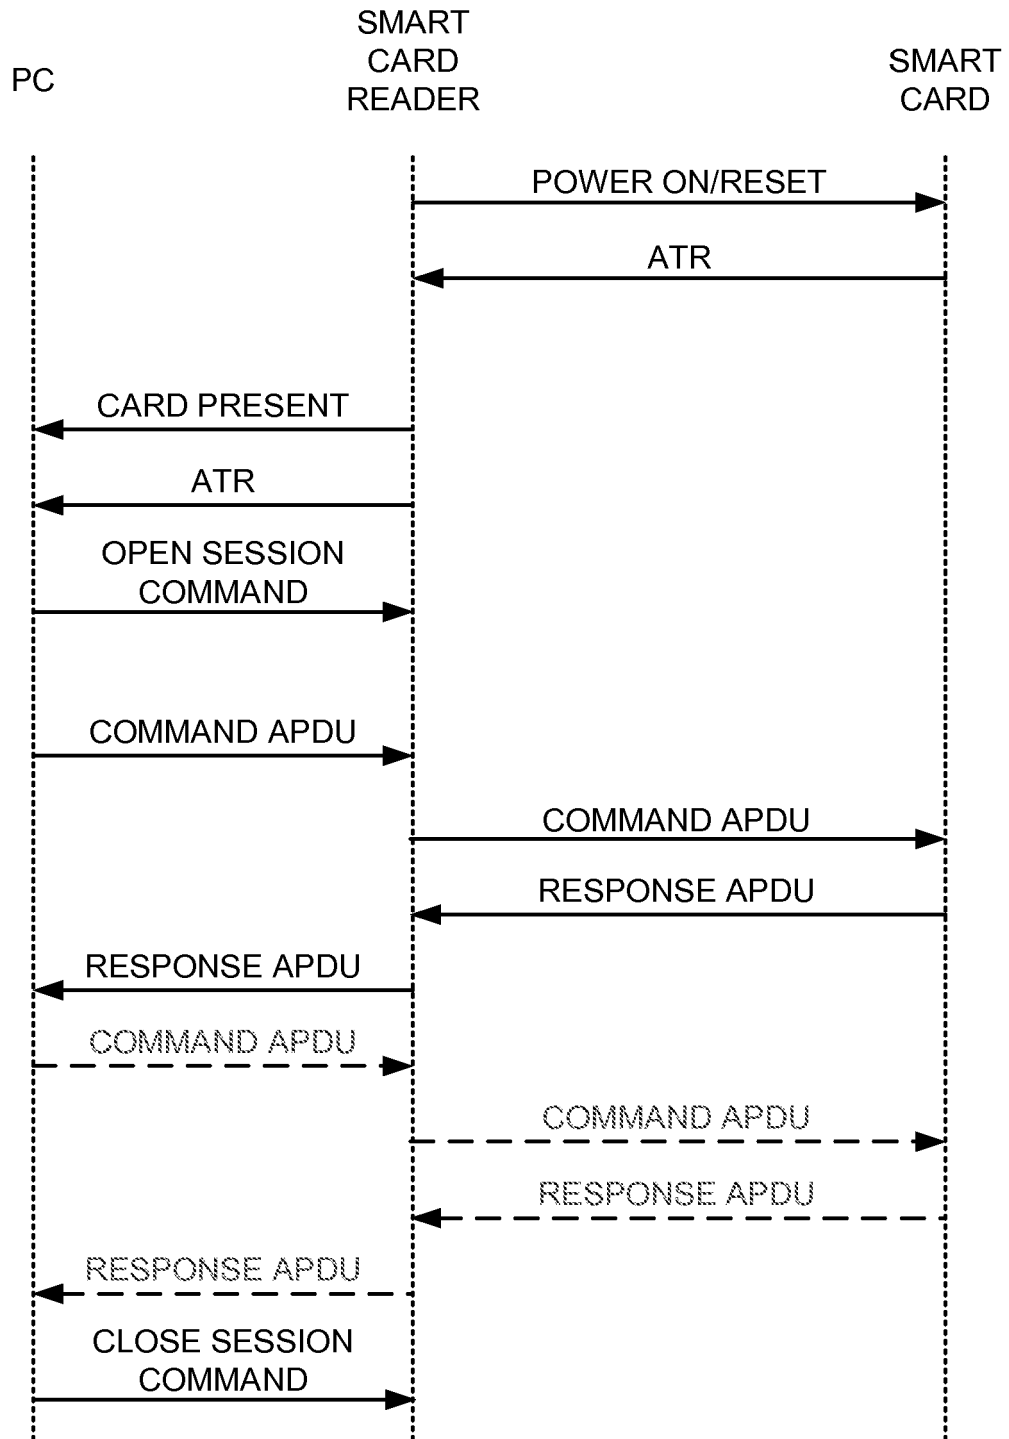 SMART
CARD
READER
PC
SMART
CARD
POWER ON/RESET
ATR
CARD PRESENT
ATR
OPEN SESSION
COMMAND
COMMAND APDU
COMMAND APDU
RESPONSE APDU
RESPONSE APDU
COMMAND APDU
COMMAND APDU
RESPONSE APDU
RESPONSE APDU
CLOSE SESSION
COMMAND